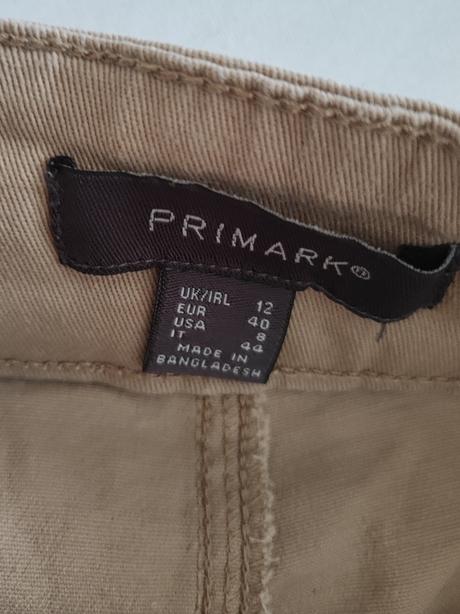 PRIMARK®
UK/IRL 12
EUR 40
USA 8
IT 44
MADE IN
BANGLADESH